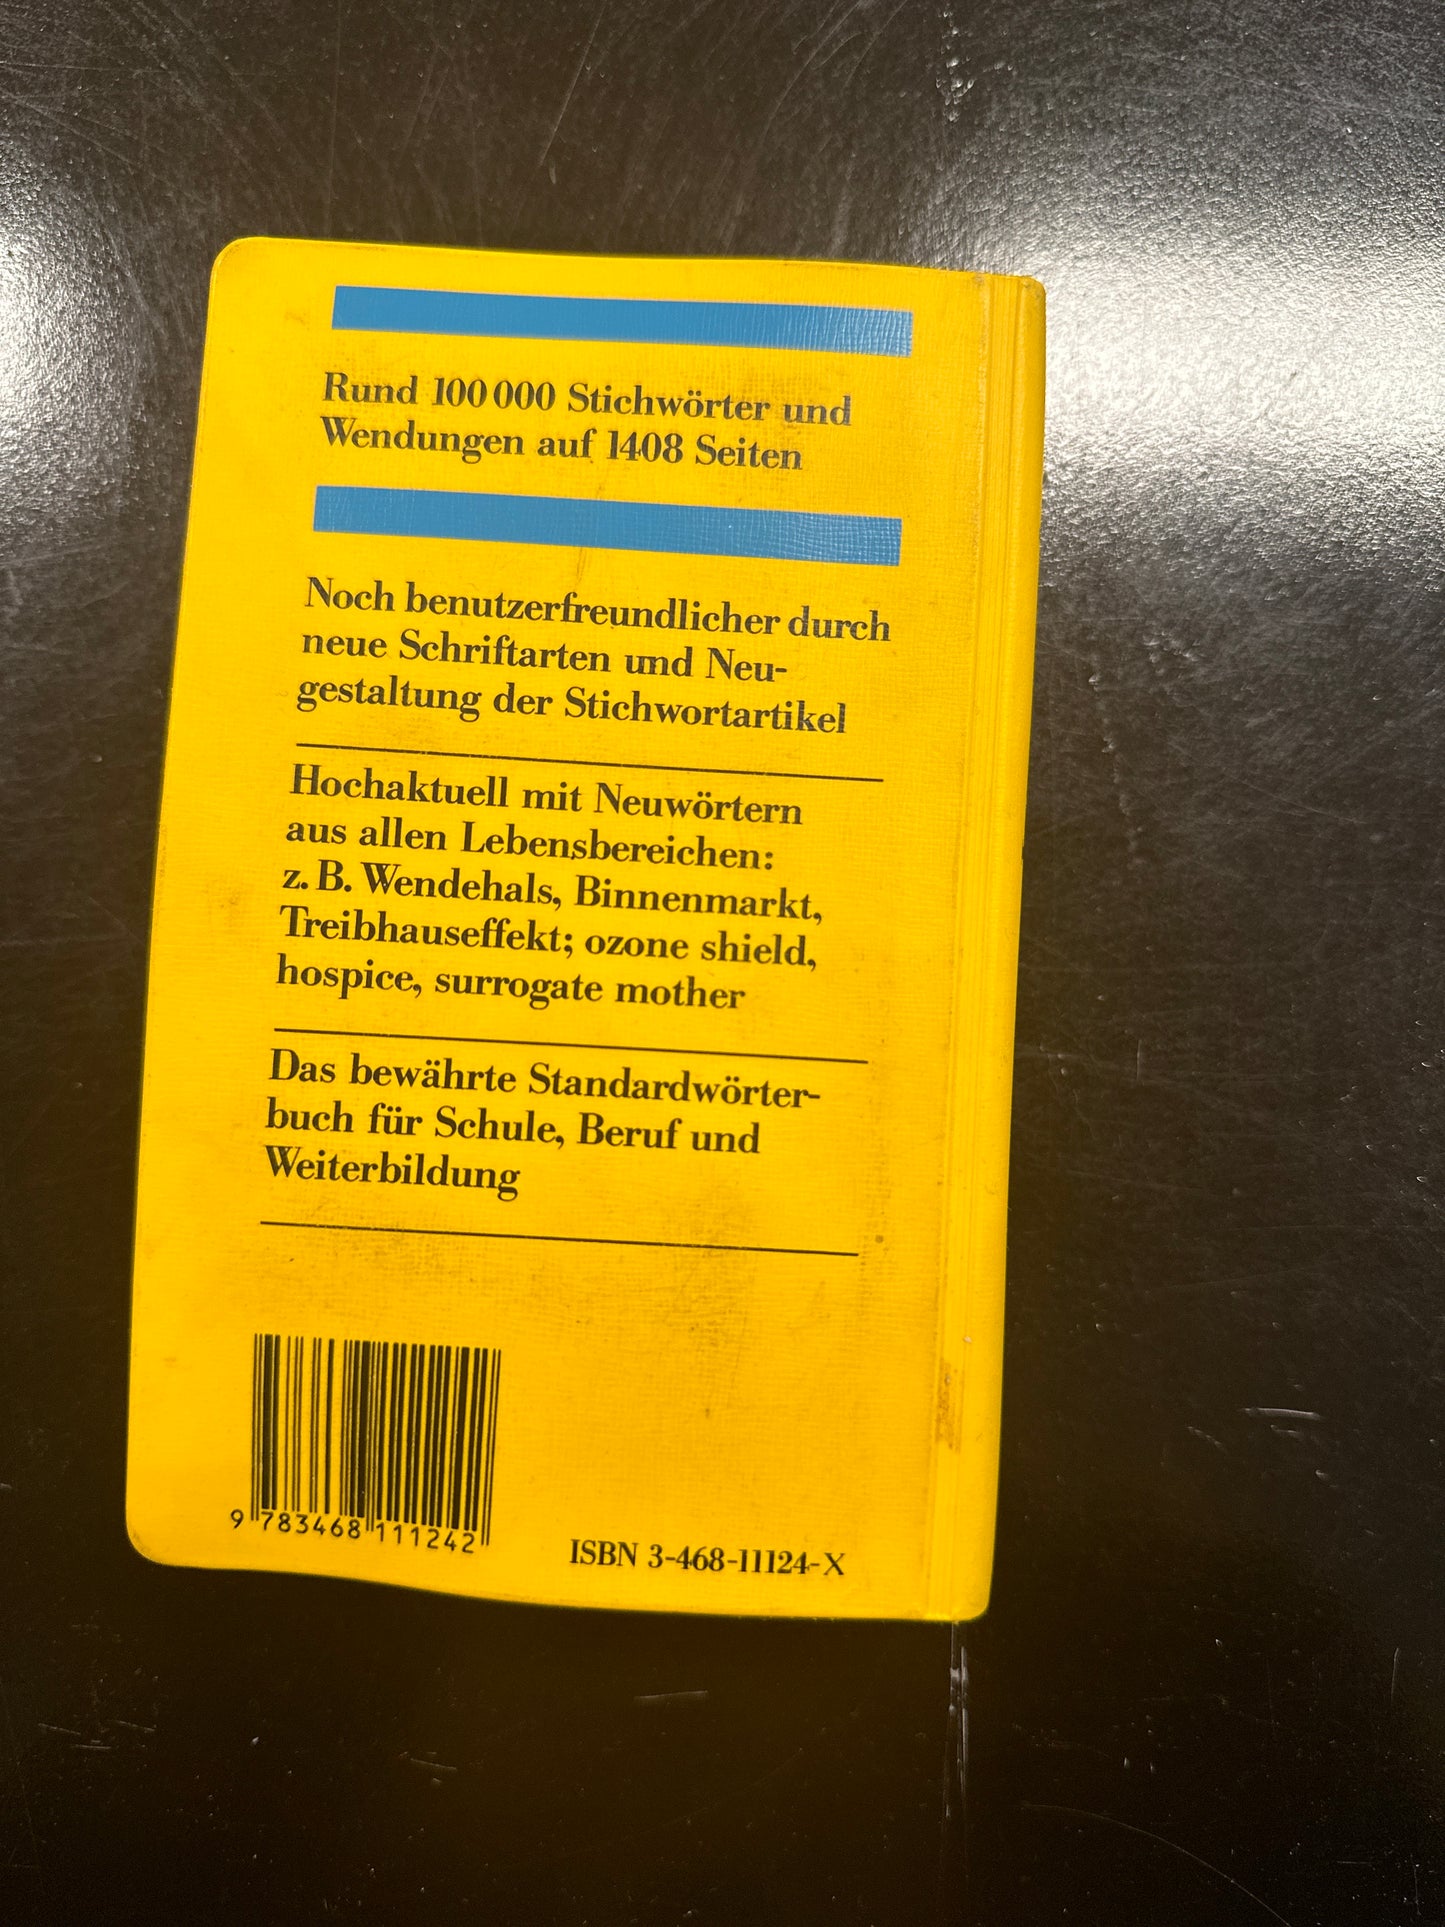 Rund 100 000 Stichwörter und
Wendungen auf 1408 Seiten
Noch benutzerfreundlicher durch
neue Schriftarten und Neu-
gestaltung der Stichwortartikel
Hochaktuell mit Neuwörtern
aus allen Lebensbereichen:
z. B. Wendehals, Binnenmarkt,
Treibhauseffekt; ozone shield,
hospice, surrogate mother
Das bewährte Standardwörter-
buch für Schule, Beruf und
Weiterbildung
9 783468 111242
ISBN 3-468-11124-X